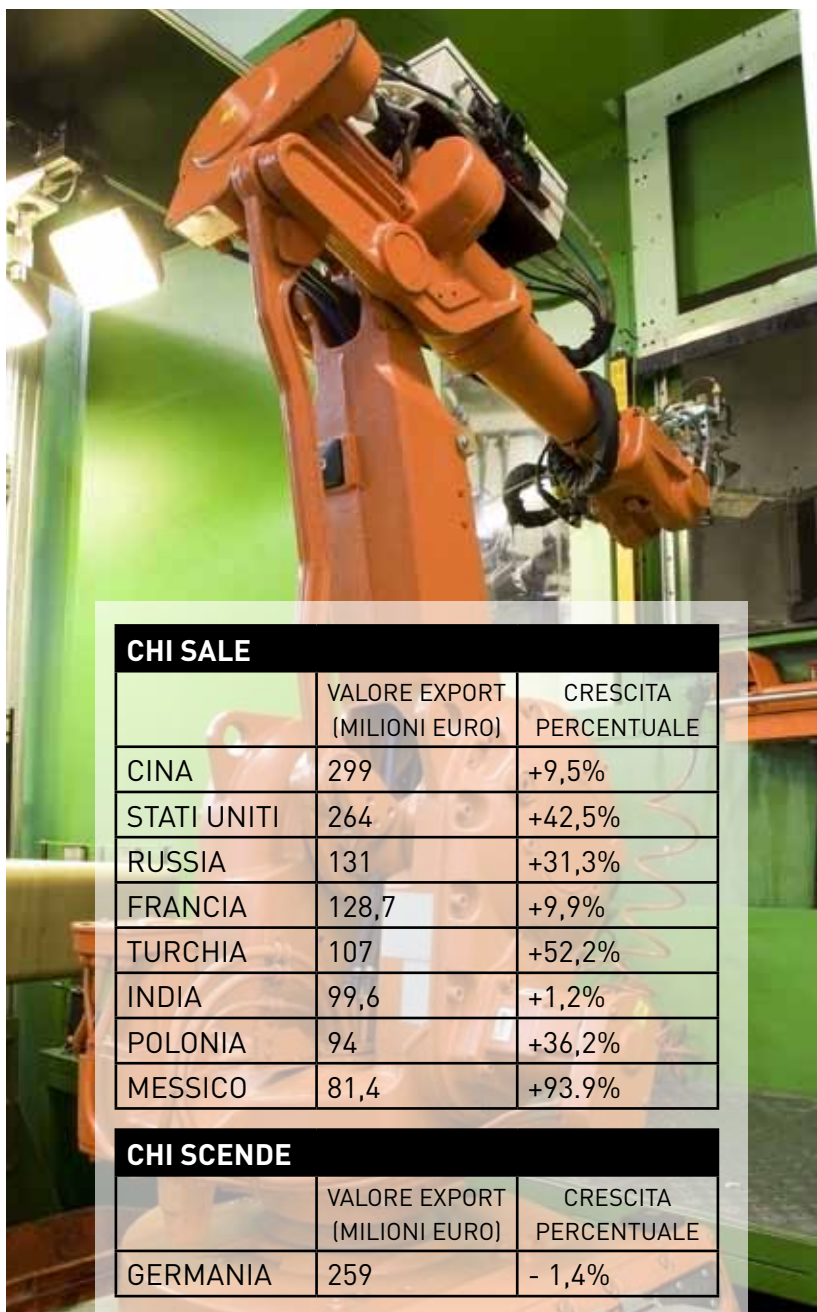 CHI SALE
VALORE EXPORT CRESCITA
(MILIONI EURO) PERCENTUALE
CINA 299 +9,5%
STATI UNITI 264 +42,5%
RUSSIA 131 +31,3%
FRANCIA 128,7 +9,9%
TURCHIA 107 +52,2%
INDIA 99,6 +1,2%
POLONIA 94 +36,2%
MESSICO 81,4 +93.9%
CHI SCENDE
VALORE EXPORT CRESCITA
(MILIONI EURO) PERCENTUALE
GERMANIA 259 - 1,4%